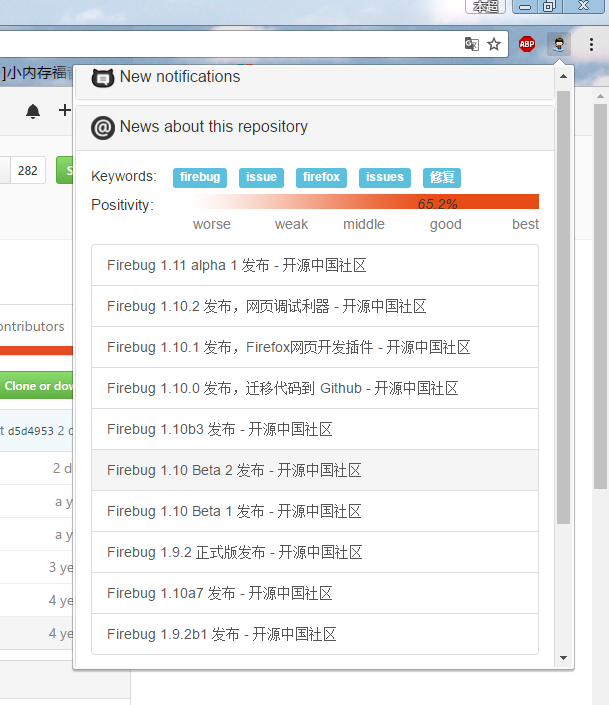 本超
ABP
]小内存福
New notifications
News about this repository
282
Keywords: firebug issue firefox issues 修复
Positivity: 65.2%
worse weak middle good best
Firebug 1.11 alpha 1 发布 - 开源中国社区
Firebug 1.10.2 发布，网页调试利器 - 开源中国社区
ontributors
Firebug 1.10.1 发布，Firefox网页开发插件 - 开源中国社区
Clone or dow
Firebug 1.10.0 发布，迁移代码到 Github - 开源中国社区
t d5d4953 2 d
Firebug 1.10b3 发布 - 开源中国社区
2 d
Firebug 1.10 Beta 2 发布 - 开源中国社区
a y
Firebug 1.10 Beta 1 发布 - 开源中国社区
a y
Firebug 1.9.2 正式版发布 - 开源中国社区
3 ye
Firebug 1.10a7 发布 - 开源中国社区
4 ye
Firebug 1.9.2b1 发布 - 开源中国社区
4 ye